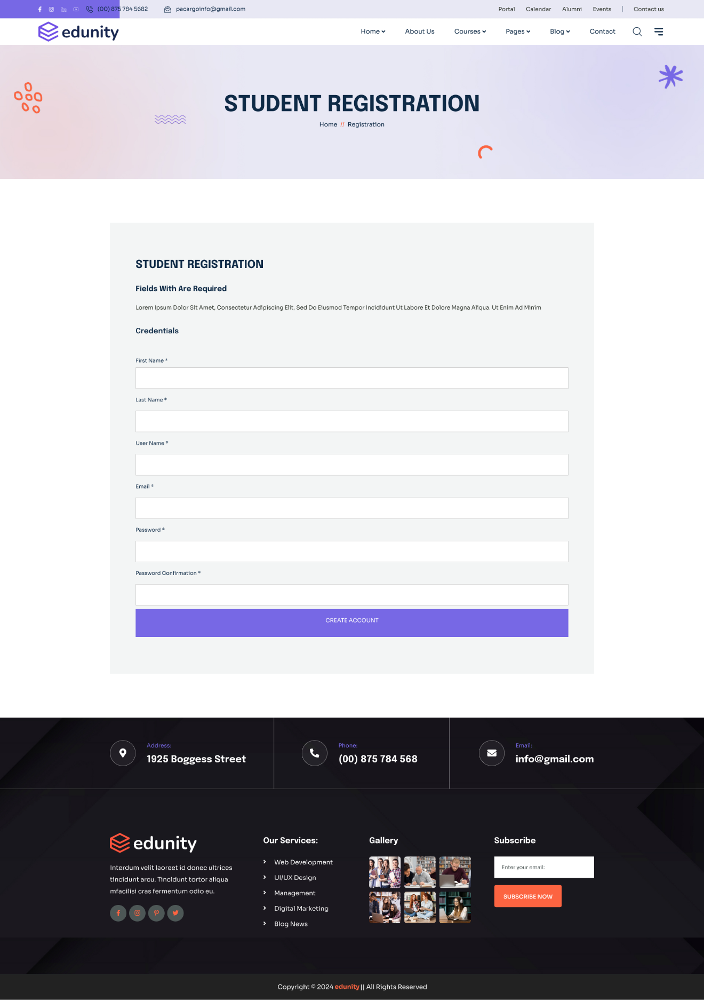 (00) 875 784 5682
pacargoinfo@gmail.com
Portal
Calendar
Alumni
Events
|
Contact us
edunity
Home
About Us
Courses
Pages
Blog
Contact
STUDENT REGISTRATION
Home // Registration
STUDENT REGISTRATION
Fields With Are Required
Lorem Ipsum Dolor Sit Amet, Consectetur Adipiscing Elit, Sed Do Eiusmod Tempor Incididunt Ut Labore Et Dolore Magna Aliqua. Ut Enim Ad Minim
Credentials
First Name *
Last Name *
User Name *
Email *
Password *
Password Confirmation *
CREATE ACCOUNT
Address:
1925 Boggess Street
Phone:
(00) 875 784 568
Email:
info@gmail.com
edunity
Interdum velit laoreet id donec ultrices
tincidunt arcu. Tincidunt tortor aliqua
mfacilisi cras fermentum odio eu.
Our Services:
Web Development
UI/UX Design
Management
Digital Marketing
Blog News
Gallery
Subscribe
Enter your email:
SUBSCRIBE NOW
Copyright © 2024 edunity || All Rights Reserved